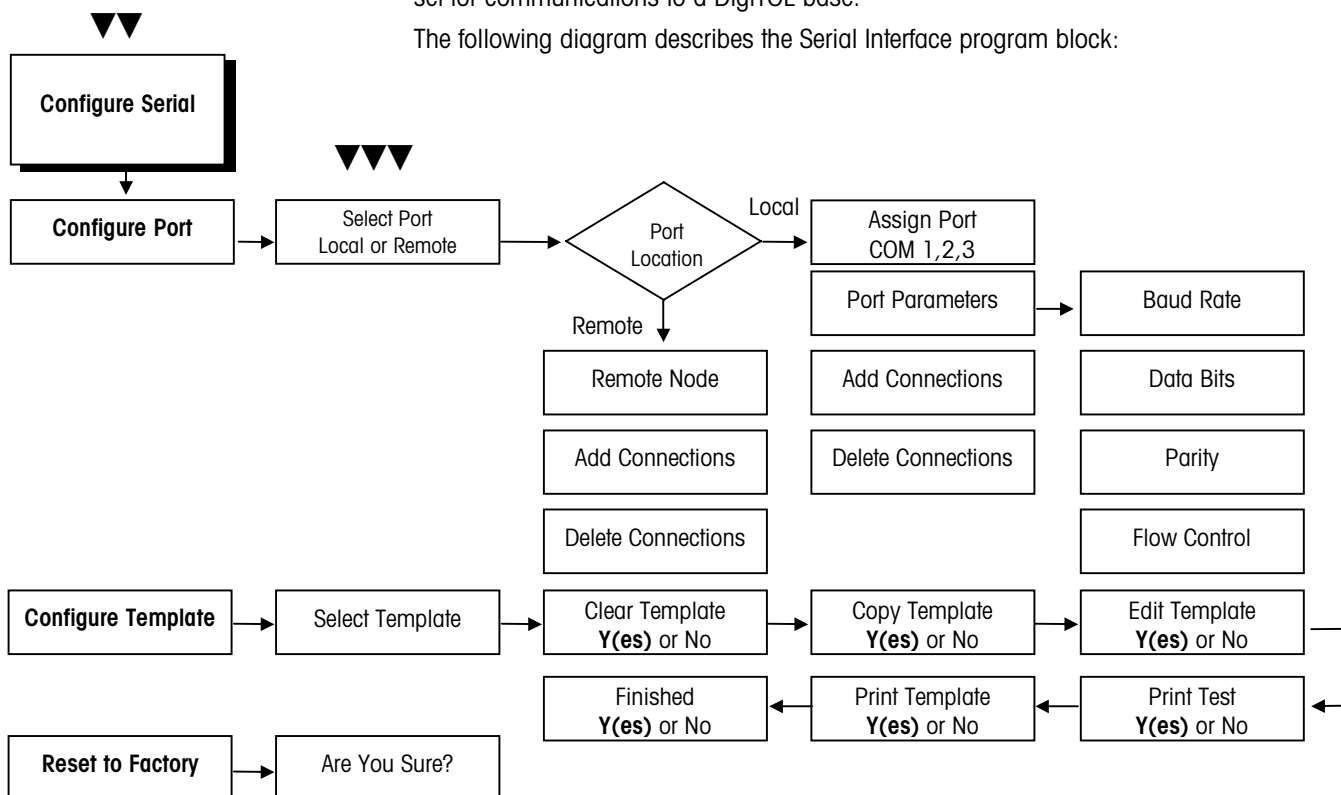 set for communications to a DigiTOL base.
The following diagram describes the Serial Interface program block:
Configure Serial
Configure Port
Select Port
Local or Remote
Port
Location
Local
Assign Port
COM 1,2,3
Port Parameters
Baud Rate
Remote
Remote Node
Add Connections
Data Bits
Add Connections
Delete Connections
Parity
Delete Connections
Flow Control
Configure Template
Select Template
Clear Template
Y(es) or No
Copy Template
Y(es) or No
Edit Template
Y(es) or No
Finished
Y(es) or No
Print Template
Y(es) or No
Print Test
Y(es) or No
Reset to Factory
Are You Sure?